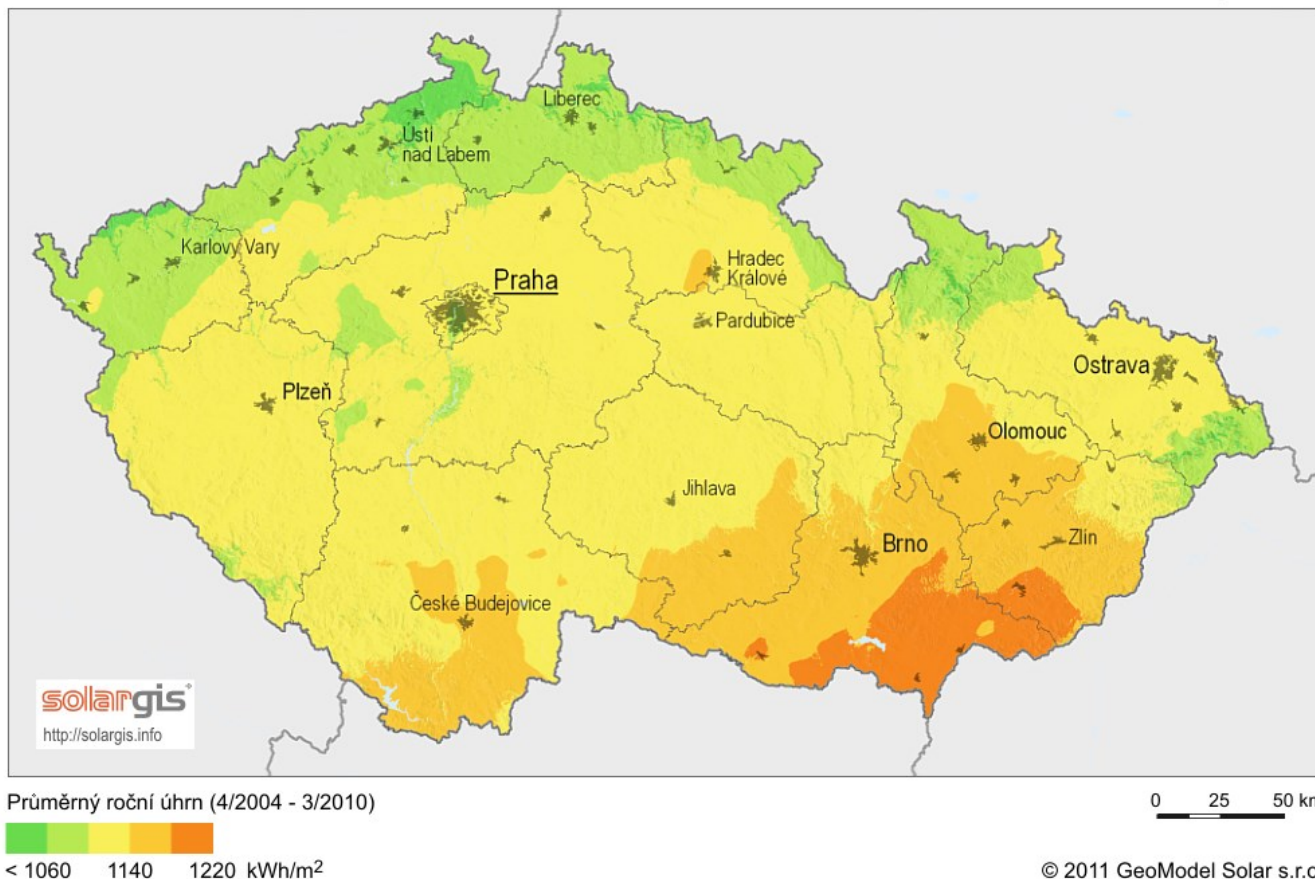 Liberec
Ústí
nad Labem
Karlovy Vary
Praha
Hradec
Králové
Pardubice
Plzeň
Ostrava
Olomouc
Jihlava
Brno
Zlín
České Budejovice
solargis
http://solargis.info
Průměrný roční úhrn (4/2004 - 3/2010)
< 1060 1140 1220 kWh/m²
0 25 50 km
© 2011 GeoModel Solar s.r.o